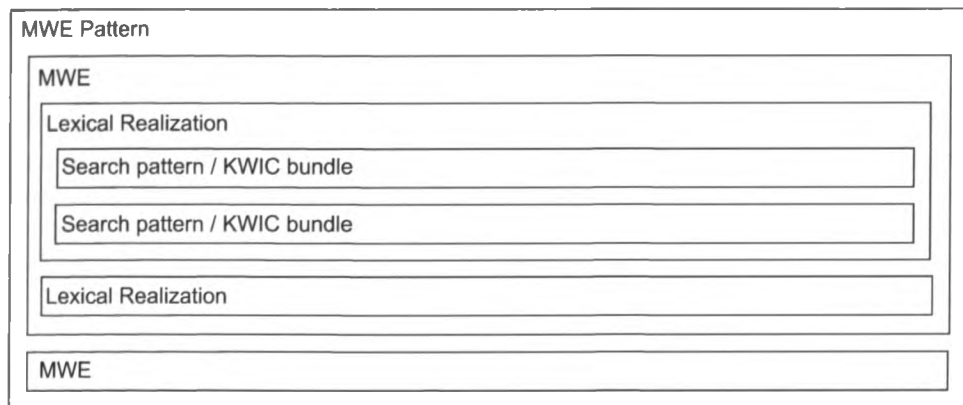 MWE Pattern
MWE
Lexical Realization
Search pattern / KWIC bundle
Search pattern / KWIC bundle
Lexical Realization
MWE